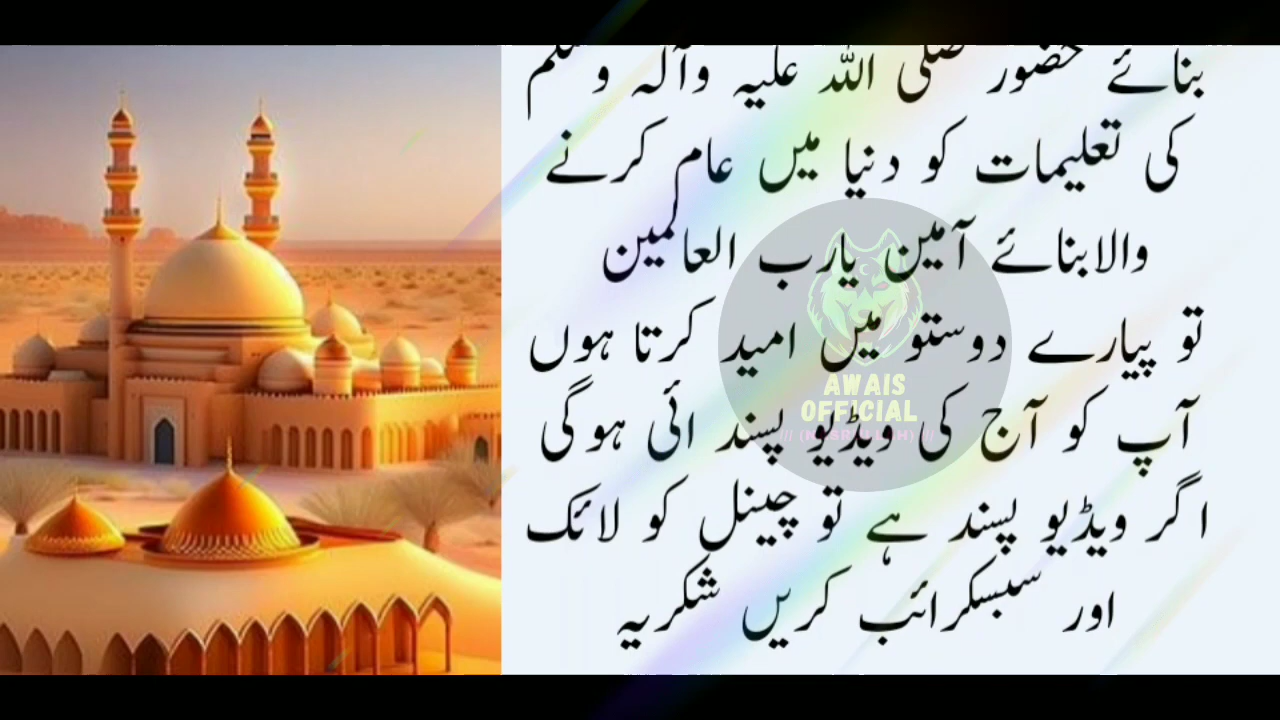 بنائے حضور صلی اللہ علیہ وآلہ وسلم
کی تعلیمات کو دنیا میں عام کرنے
والابنائے آمین یارب العالمین
تو پیارے دوستو میں امید کرتا ہوں
آپ کو آج کی ویڈیو پسند ائی ہوگی
اگر ویڈیو پسند ہے تو چینل کو لائک
اور سبسکرائب کریں شکریہ
AWAIS
OFFICIAL